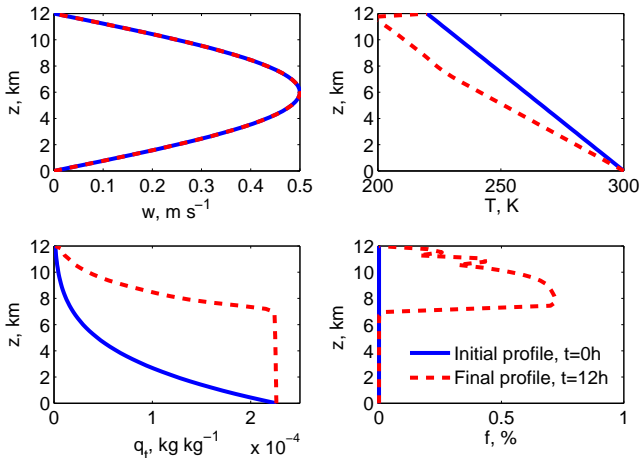 12
10
8
6
4
2
0
z, km
0 0.1 0.2 0.3 0.4 0.5
w, m s⁻¹
12
10
8
6
4
2
0
z, km
200 250 300
T, K
12
10
8
6
4
2
0
z, km
0 1 2
x 10⁻⁴
qₜ, kg kg⁻¹
12
10
8
6
4
2
0
z, km
Initial profile, t=0h
Final profile, t=12h
0 0.5 1
f, %